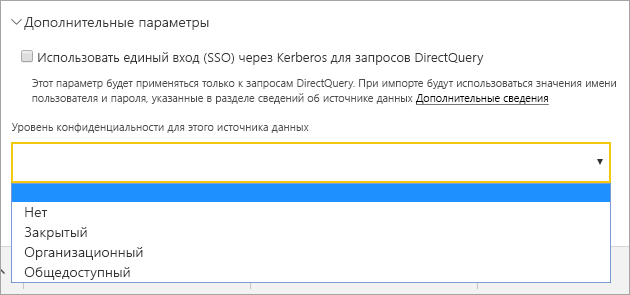 Дополнительные параметры
Использовать единый вход (SSO) через Kerberos для запросов DirectQuery
Этот параметр будет применяться только к запросам DirectQuery. При импорте будут использоваться значения имени
пользователя и пароля, указанные в разделе сведений об источнике данных Дополнительные сведения
Уровень конфиденциальности для этого источника данных
Нет
Закрытый
Организационный
Общедоступный